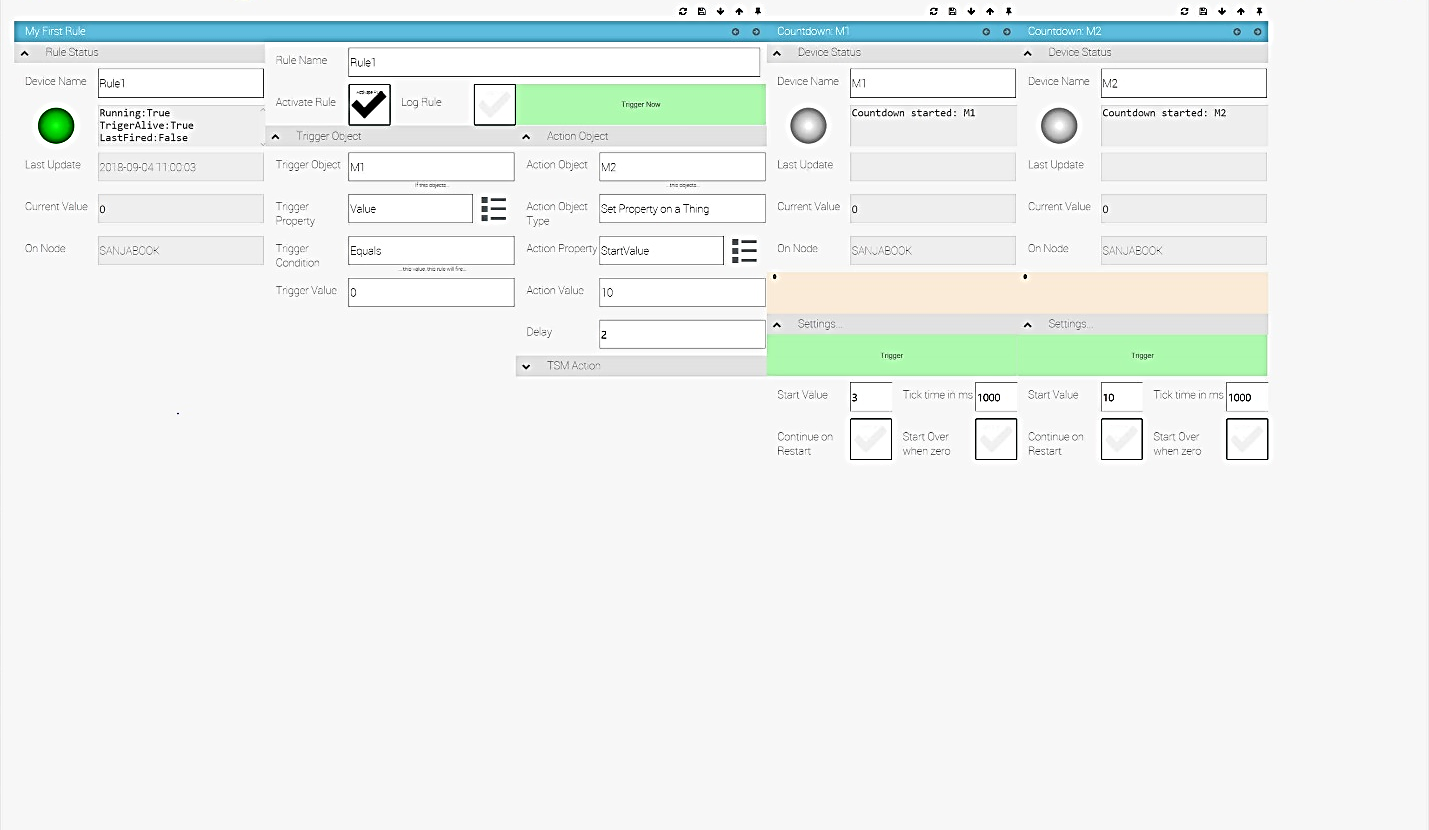 My First Rule
Rule Status
Device Name
Rule1
Running:True
TrigerAlive:True
LastFired:False
Last Update
2018-09-04 11:00:03
Current Value
0
On Node
SANJABOOK
Rule Name
Rule1
Activate Rule
Log Rule
Trigger Now
Trigger Object
Trigger Object
M1
If this objects...
Trigger
Property
Value
Trigger
Condition
Equals
...this value, this rule will fire...
Trigger Value
0
Action Object
Action Object
M2
...this objects...
Action Object
Type
Set Property on a Thing
Action Property
StartValue
Action Value
10
Delay
2
TSM Action
Countdown: M1
Device Status
Device Name
M1
Countdown started: M1
Last Update
Current Value
0
On Node
SANJABOOK
0
Settings...
Trigger
Start Value
3
Tick time in ms
1000
Continue on
Restart
Start Over
when zero
Countdown: M2
Device Status
Device Name
M2
Countdown started: M2
Last Update
Current Value
0
On Node
SANJABOOK
0
Settings...
Trigger
Start Value
10
Tick time in ms
1000
Continue on
Restart
Start Over
when zero